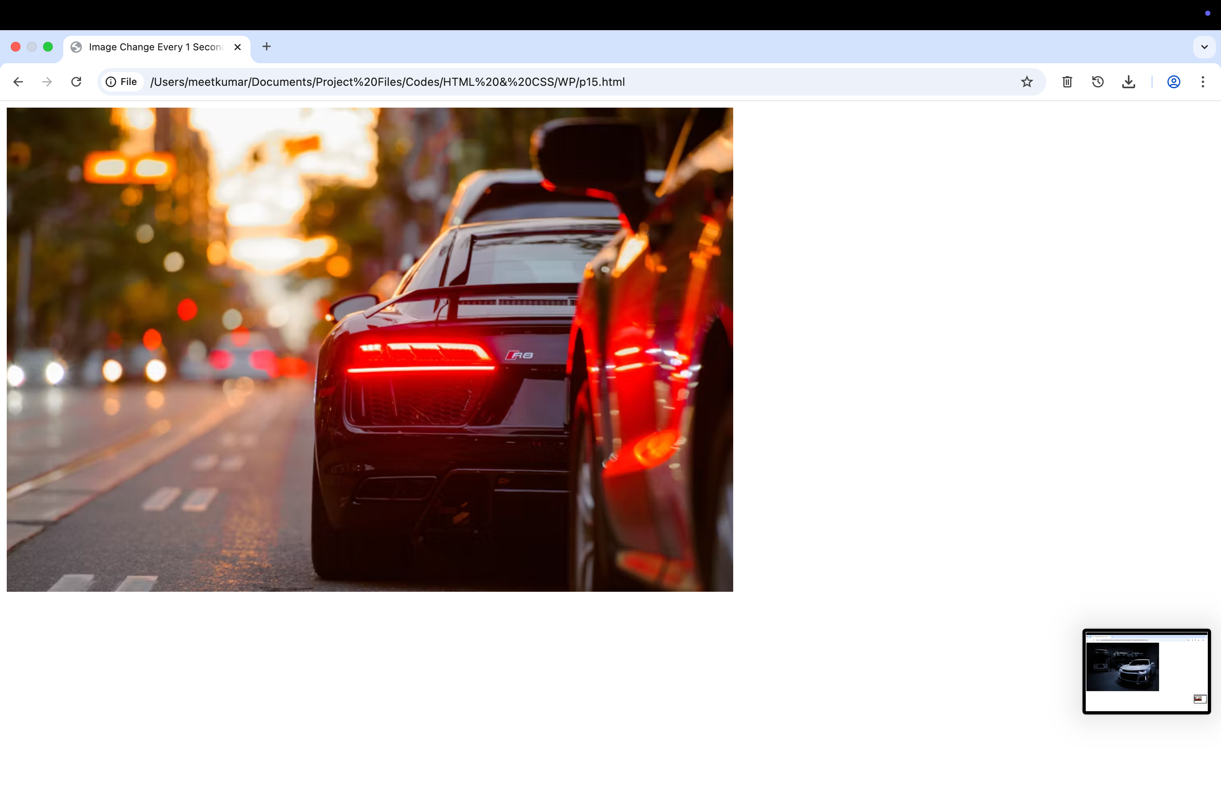 Image Change Every 1 Secon
File
/Users/meetkumar/Documents/Project%20Files/Codes/HTML%20&%20CSS/WP/p15.html
R8